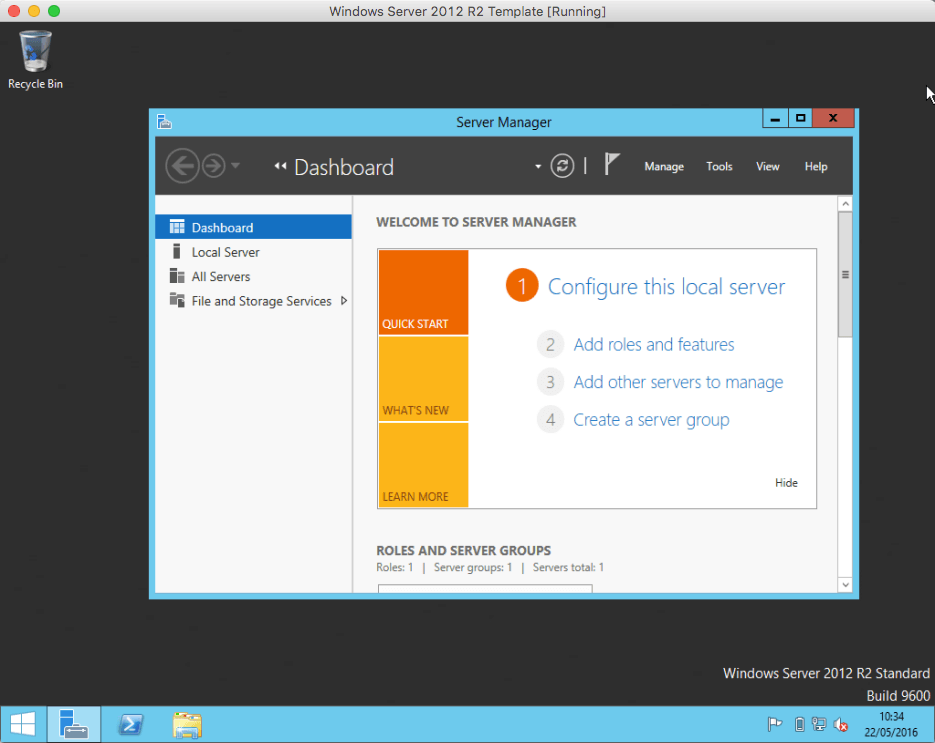 Windows Server 2012 R2 Template [Running]
Recycle Bin
Server Manager
Dashboard
Manage Tools View Help
Dashboard
Local Server
All Servers
File and Storage Services
WELCOME TO SERVER MANAGER
QUICK START
WHAT'S NEW
LEARN MORE
1 Configure this local server
2 Add roles and features
3 Add other servers to manage
4 Create a server group
Hide
ROLES AND SERVER GROUPS
Roles: 1 | Server groups: 1 | Servers total: 1
Windows Server 2012 R2 Standard
Build 9600
10:34
22/05/2016